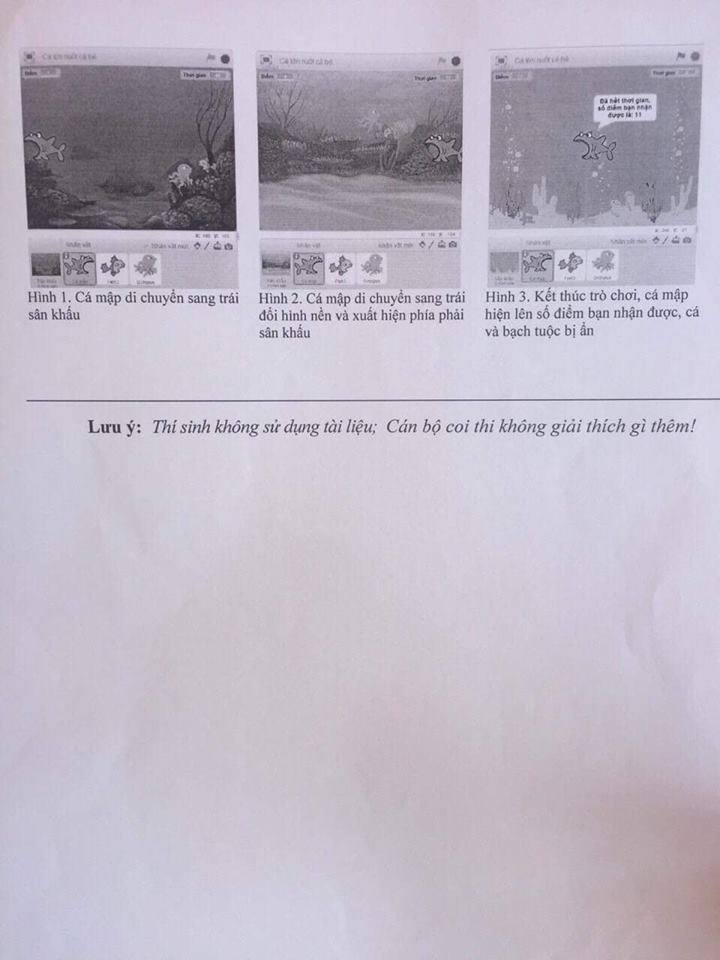 Cá lớn nuốt cá bé
Điểm
Thời gian
Nhân vật
Nhân vật mới:
Cá lớn nuốt cá bé
Điểm
Thời gian
Nhân vật
Nhân vật mới:
Cá lớn nuốt cá bé
Điểm
Thời gian
Đã hết thời gian,
số điểm bạn nhận
được là: 11
Nhân vật
Nhân vật mới:
Hình 1. Cá mập di chuyển sang trái
sân khấu
Hình 2. Cá mập di chuyển sang trái
đổi hình nền và xuất hiện phía phải
sân khấu
Hình 3. Kết thúc trò chơi, cá mập
hiện lên số điểm bạn nhận được, cá
và bạch tuộc bị ẩn
Lưu ý: Thí sinh không sử dụng tài liệu; Cán bộ coi thi không giải thích gì thêm!